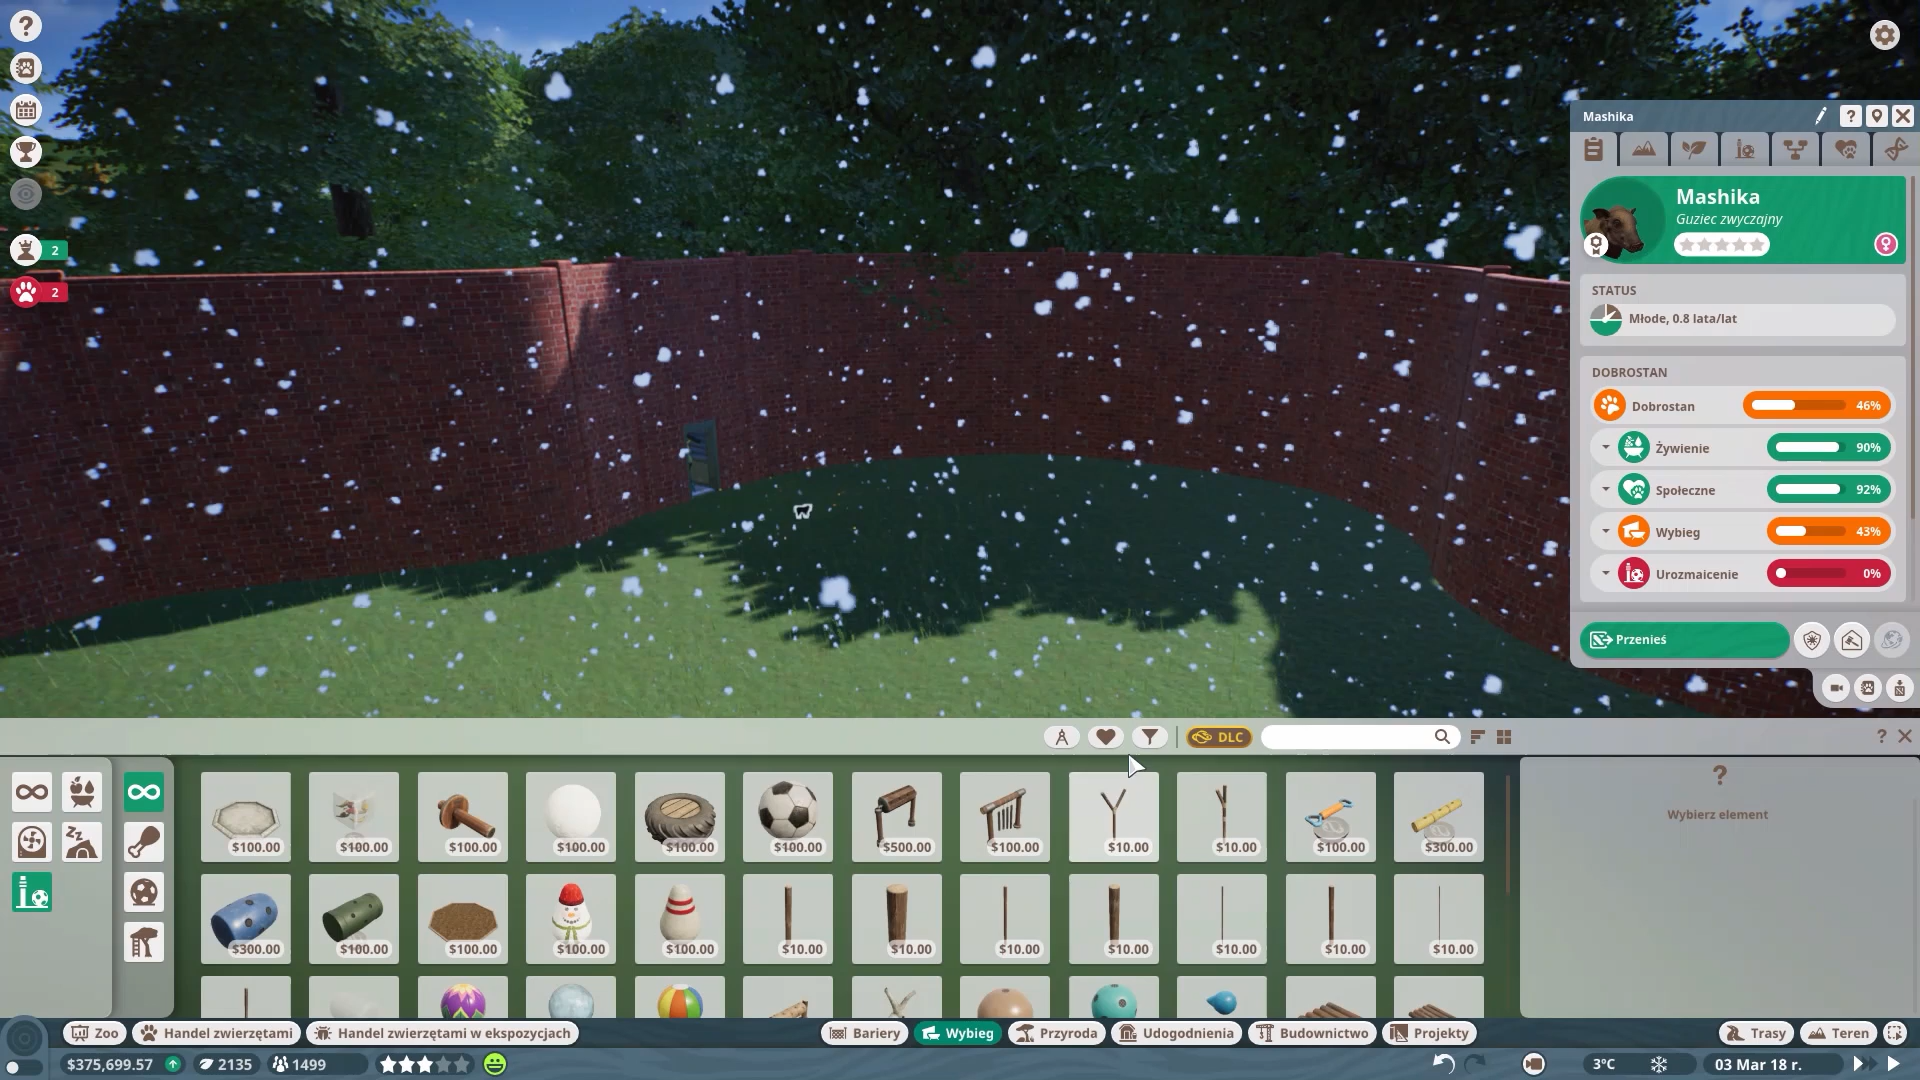 2
2
Mashika
Mashika
Guziec zwyczajny
STATUS
Młode, 0.8 lata/lat
DOBROSTAN
Dobrostan 46%
Żywienie 90%
Społeczne 92%
Wybieg 43%
Urozmaicenie 0%
Przenieś
DLC
Wybierz element
$100.00 $100.00 $100.00 $100.00 $100.00 $100.00 $500.00 $100.00 $10.00 $10.00 $100.00 $300.00
$300.00 $100.00 $100.00 $100.00 $100.00 $10.00 $10.00 $10.00 $10.00 $10.00 $10.00 $10.00
Zoo Handel zwierzętami Handel zwierzętami w ekspozycjach Bariery Wybieg Przyroda Udogodnienia Budownictwo Projekty Trasy Teren
$375,699.57 2135 1499 3°C 03 Mar 18 r.